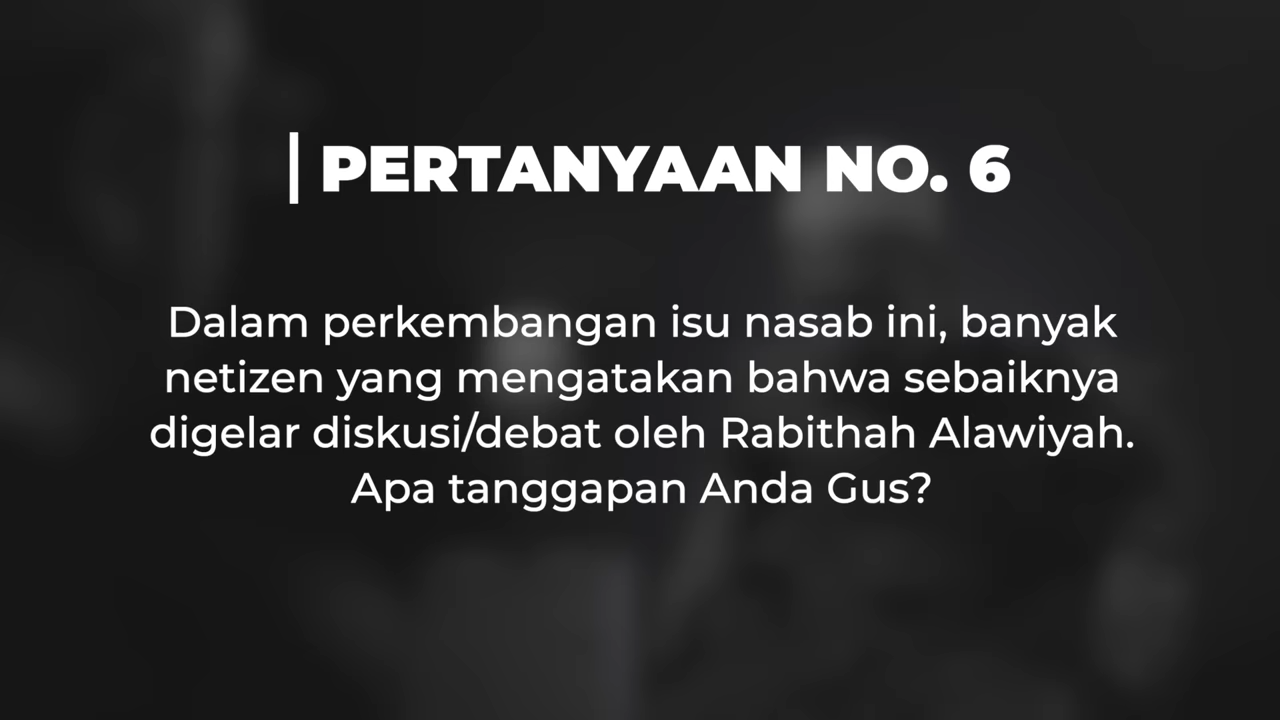 | PERTANYAAN NO. 6
Dalam perkembangan isu nasab ini, banyak
netizen yang mengatakan bahwa sebaiknya
digelar diskusi/debat oleh Rabithah Alawiyah.
Apa tanggapan Anda Gus?